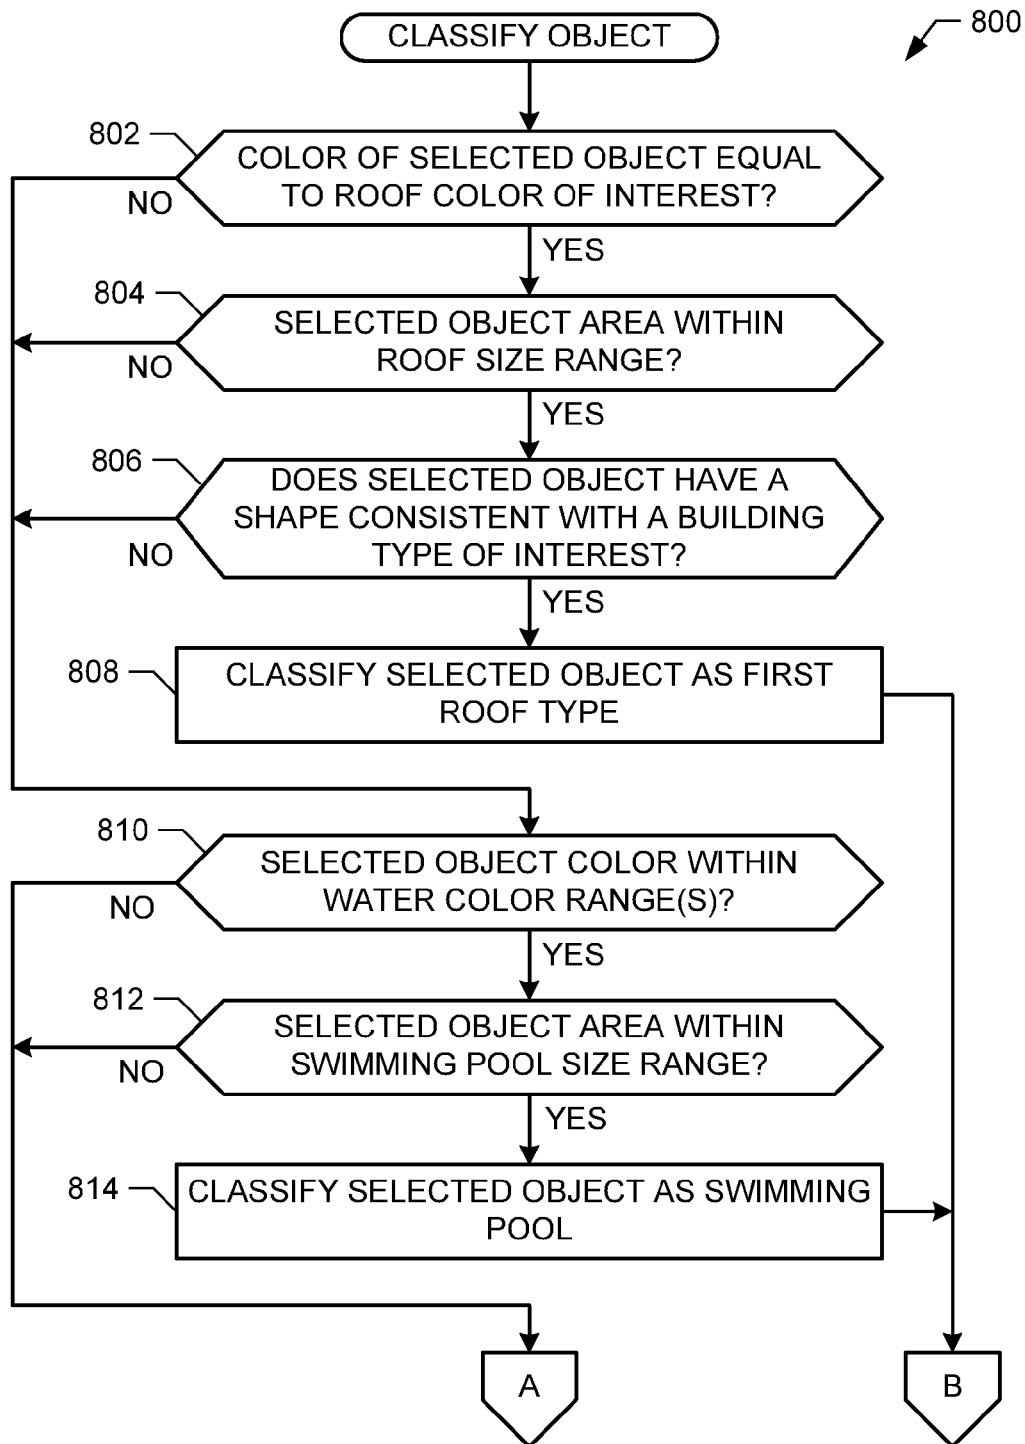 CLASSIFY OBJECT
800
802
COLOR OF SELECTED OBJECT EQUAL
TO ROOF COLOR OF INTEREST?
NO
YES
804
SELECTED OBJECT AREA WITHIN
ROOF SIZE RANGE?
NO
YES
806
DOES SELECTED OBJECT HAVE A
SHAPE CONSISTENT WITH A BUILDING
TYPE OF INTEREST?
NO
YES
808
CLASSIFY SELECTED OBJECT AS FIRST
ROOF TYPE
810
SELECTED OBJECT COLOR WITHIN
WATER COLOR RANGE(S)?
NO
YES
812
SELECTED OBJECT AREA WITHIN
SWIMMING POOL SIZE RANGE?
NO
YES
814
CLASSIFY SELECTED OBJECT AS SWIMMING
POOL
A
B